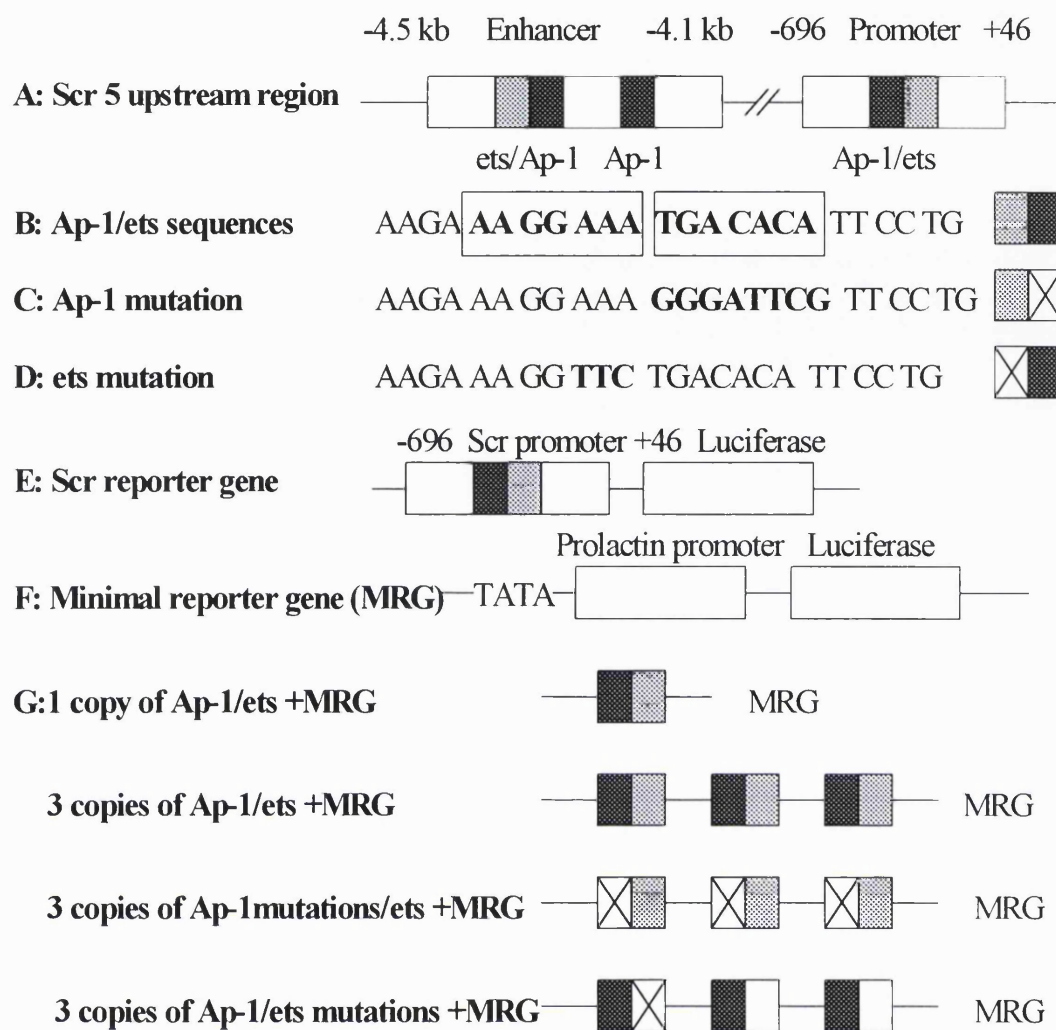 -4.5 kb Enhancer -4.1 kb -696 Promoter +46
A: Scr 5 upstream region
ets/Ap-1 Ap-1 Ap-1/ets
B: Ap-1/ets sequences AAGA AA GG AAA TGA CACA TT CC TG
C: Ap-1 mutation AAGA AA GG AAA GGGATTCG TT CC TG
D: ets mutation AAGA AA GG TTC TGACACA TT CC TG
-696 Scr promoter +46 Luciferase
E: Scr reporter gene
Prolactin promoter Luciferase
F: Minimal reporter gene (MRG) TATA
G:1 copy of Ap-1/ets +MRG MRG
3 copies of Ap-1/ets +MRG MRG
3 copies of Ap-1mutations/ets +MRG MRG
3 copies of Ap-1/ets mutations +MRG MRG